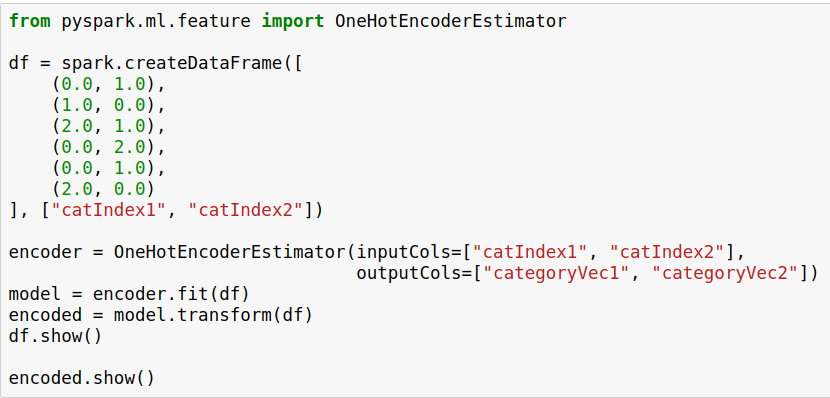 from pyspark.ml.feature import OneHotEncoderEstimator

df = spark.createDataFrame([
    (0.0, 1.0),
    (1.0, 0.0),
    (2.0, 1.0),
    (0.0, 2.0),
    (0.0, 1.0),
    (2.0, 0.0)
], ["catIndex1", "catIndex2"])

encoder = OneHotEncoderEstimator(inputCols=["catIndex1", "catIndex2"],
                                 outputCols=["categoryVec1", "categoryVec2"])
model = encoder.fit(df)
encoded = model.transform(df)
df.show()

encoded.show()